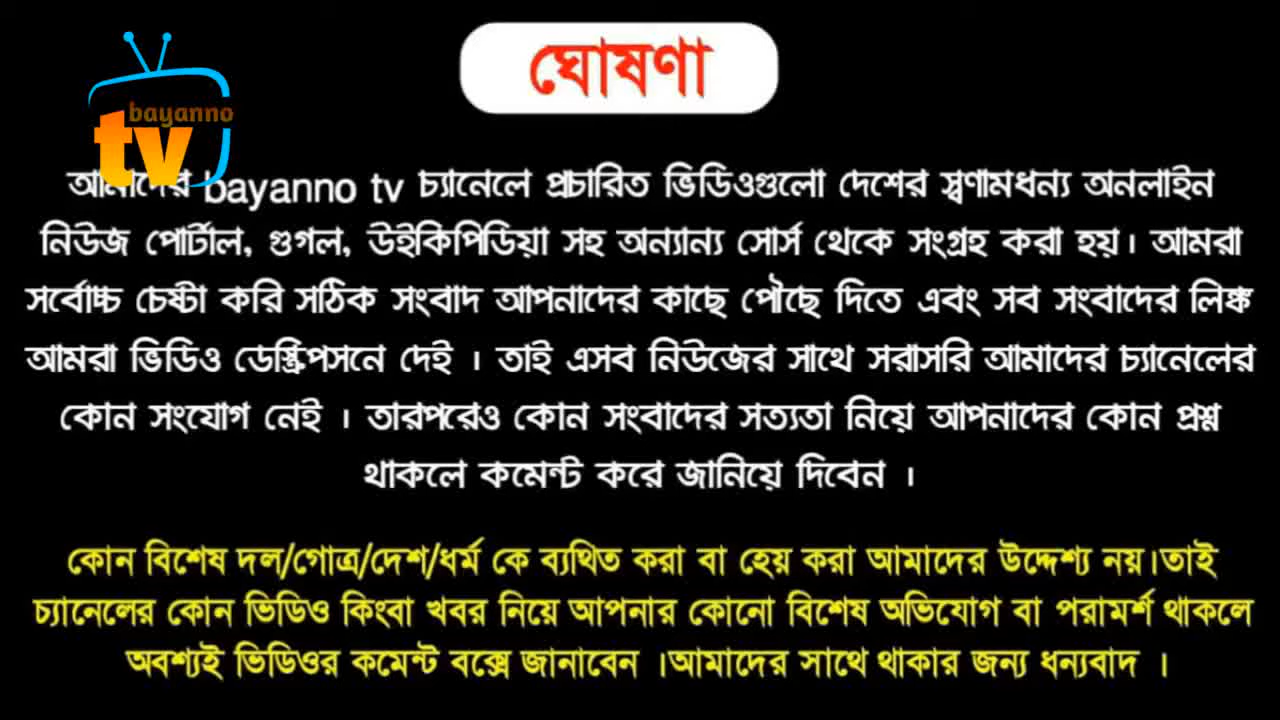 ঘোষণা
bayanno
tv
আমাদের bayanno tv চ্যানেলে প্রচারিত ভিডিওগুলো দেশের স্বণামধন্য অনলাইন
নিউজ পোর্টাল, গুগল, উইকিপিডিয়া সহ অন্যান্য সোর্স থেকে সংগ্রহ করা হয়। আমরা
সর্বোচ্চ চেষ্টা করি সঠিক সংবাদ আপনাদের কাছে পৌছে দিতে এবং সব সংবাদের লিঙ্ক
আমরা ভিডিও ডেস্ক্রিপসনে দেই । তাই এসব নিউজের সাথে সরাসরি আমাদের চ্যানেলের
কোন সংযোগ নেই । তারপরেও কোন সংবাদের সত্যতা নিয়ে আপনাদের কোন প্রশ্ন
থাকলে কমেন্ট করে জানিয়ে দিবেন ।
কোন বিশেষ দল/গোত্র/দেশ/ধর্ম কে ব্যথিত করা বা হেয় করা আমাদের উদ্দেশ্য নয়।তাই
চ্যানেলের কোন ভিডিও কিংবা খবর নিয়ে আপনার কোনো বিশেষ অভিযোগ বা পরামর্শ থাকলে
অবশ্যই ভিডিওর কমেন্ট বক্সে জানাবেন ।আমাদের সাথে থাকার জন্য ধন্যবাদ ।